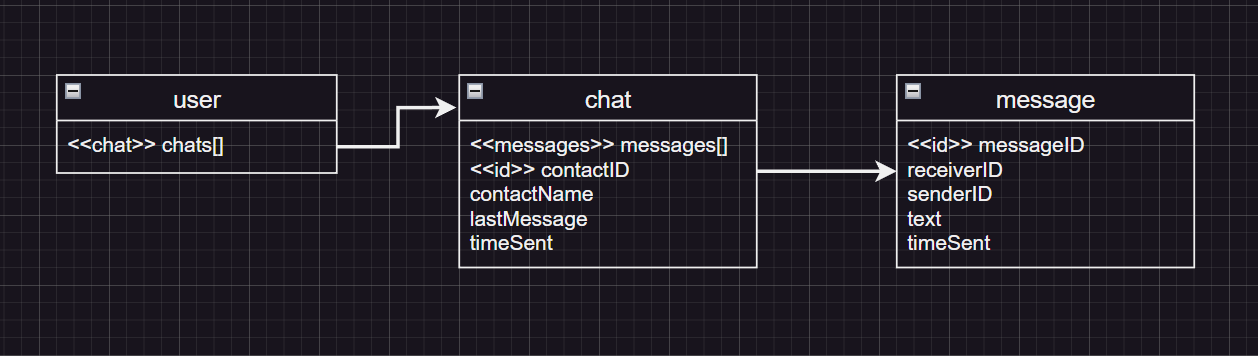 user
<<chat>> chats[]
chat
<<messages>> messages[]
<<id>> contactID
contactName
lastMessage
timeSent
message
<<id>> messageID
receiverID
senderID
text
timeSent